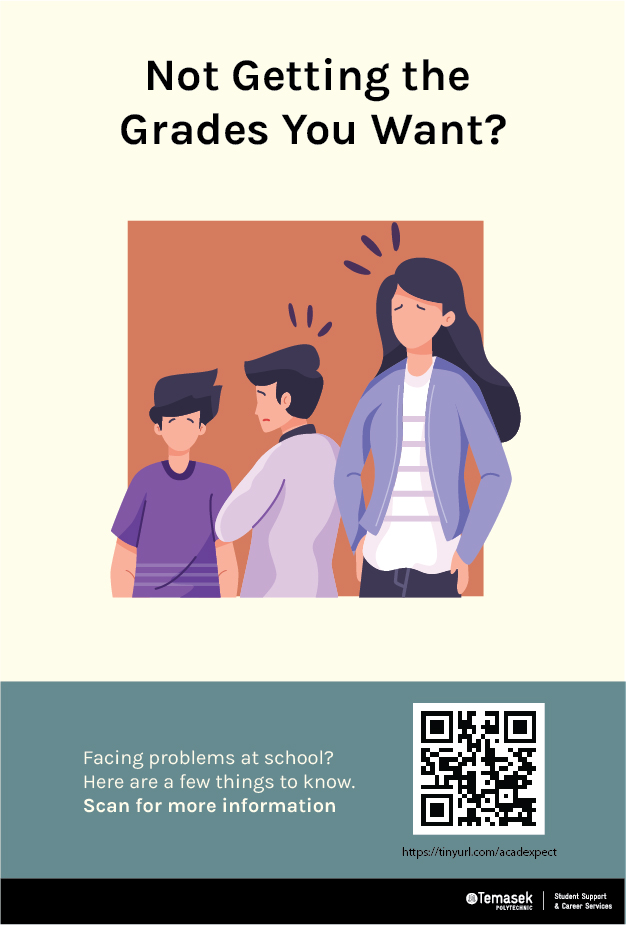 Not Getting the
Grades You Want?
Facing problems at school?
Here are a few things to know.
Scan for more information
https://tinyurl.com/acadexpect
Temasek
POLYTECHNIC
Student Support
& Career Services